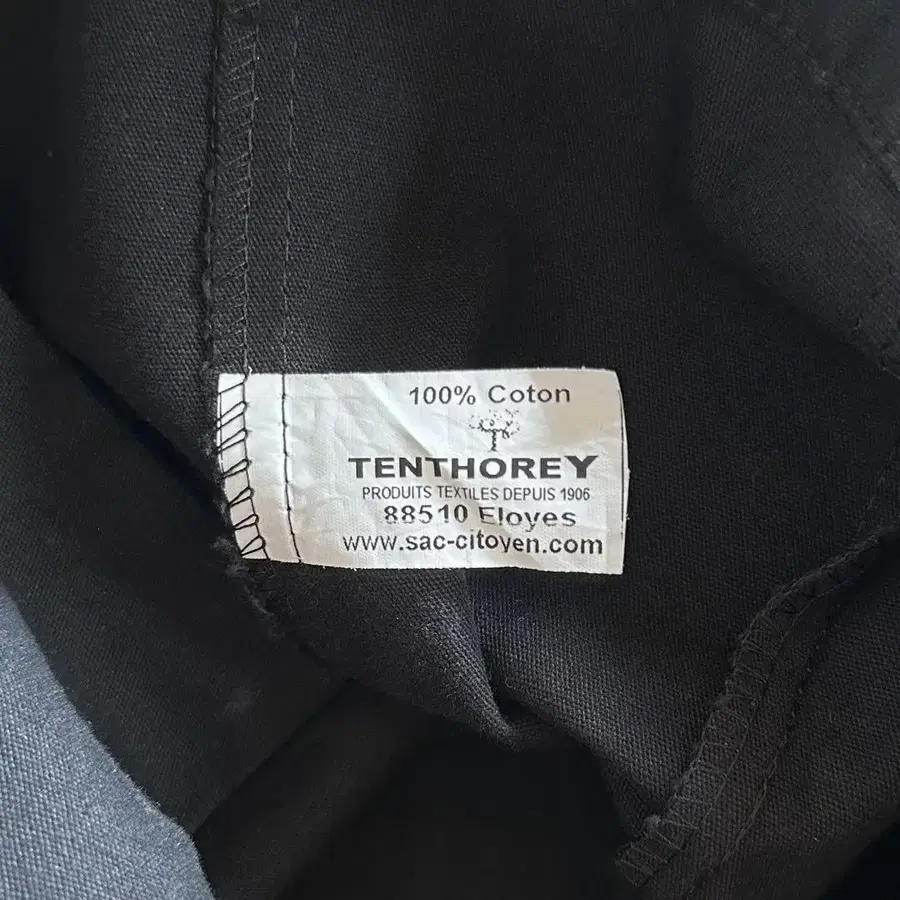 100% Coton
TENTHOREY
PRODUITS TEXTILES DEPUIS 1906
88510 Eloyes
www.sac-citoyen.com